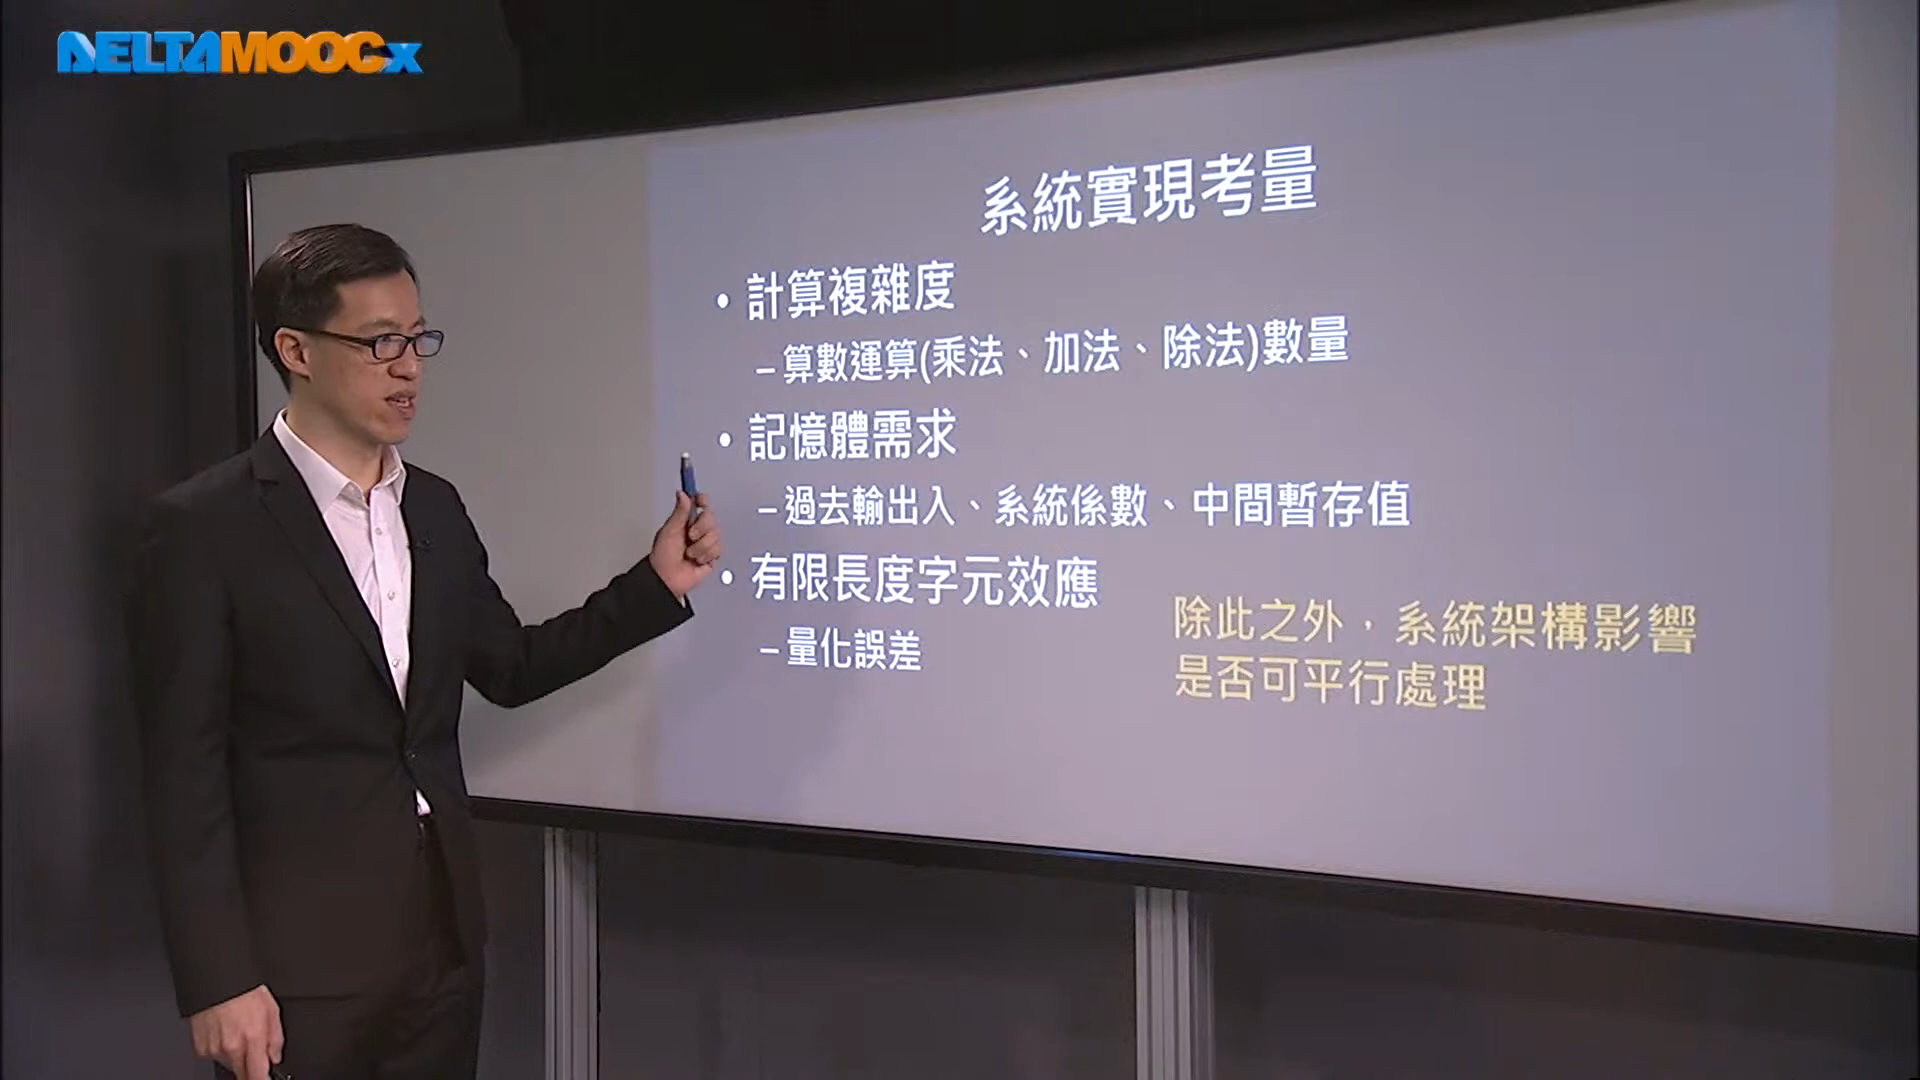 DELTAMOOCx
系統實現考量
• 計算複雜度
– 算數運算(乘法、加法、除法)數量
• 記憶體需求
– 過去輸出入、系統係數、中間暫存值
• 有限長度字元效應
– 量化誤差
除此之外，系統架構影響
是否可平行處理